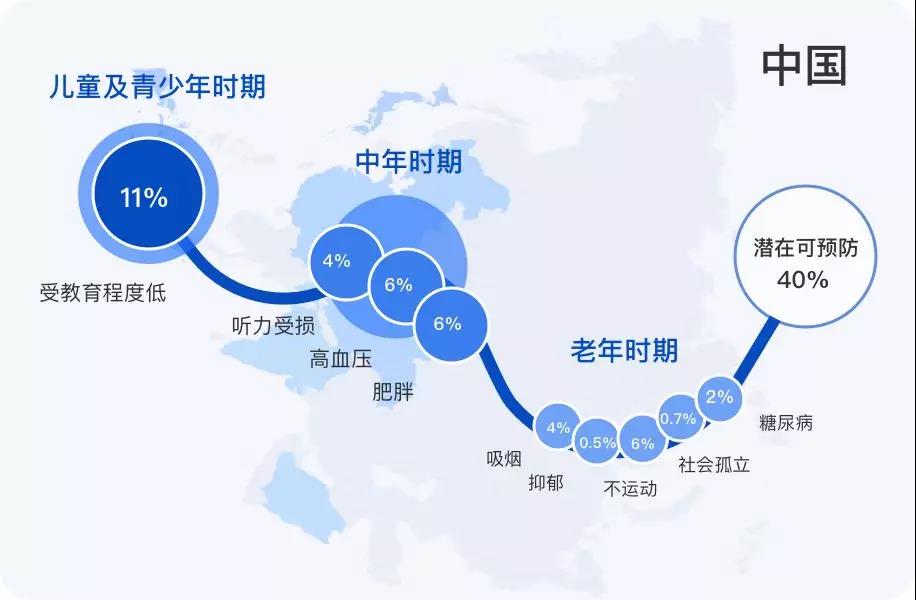 中国
儿童及青少年时期
11%
受教育程度低
中年时期
4%
6%
6%
听力受损
高血压
肥胖
老年时期
4%
0.5%
6%
0.7%
2%
吸烟
抑郁
不运动
社会孤立
糖尿病
潜在可预防
40%